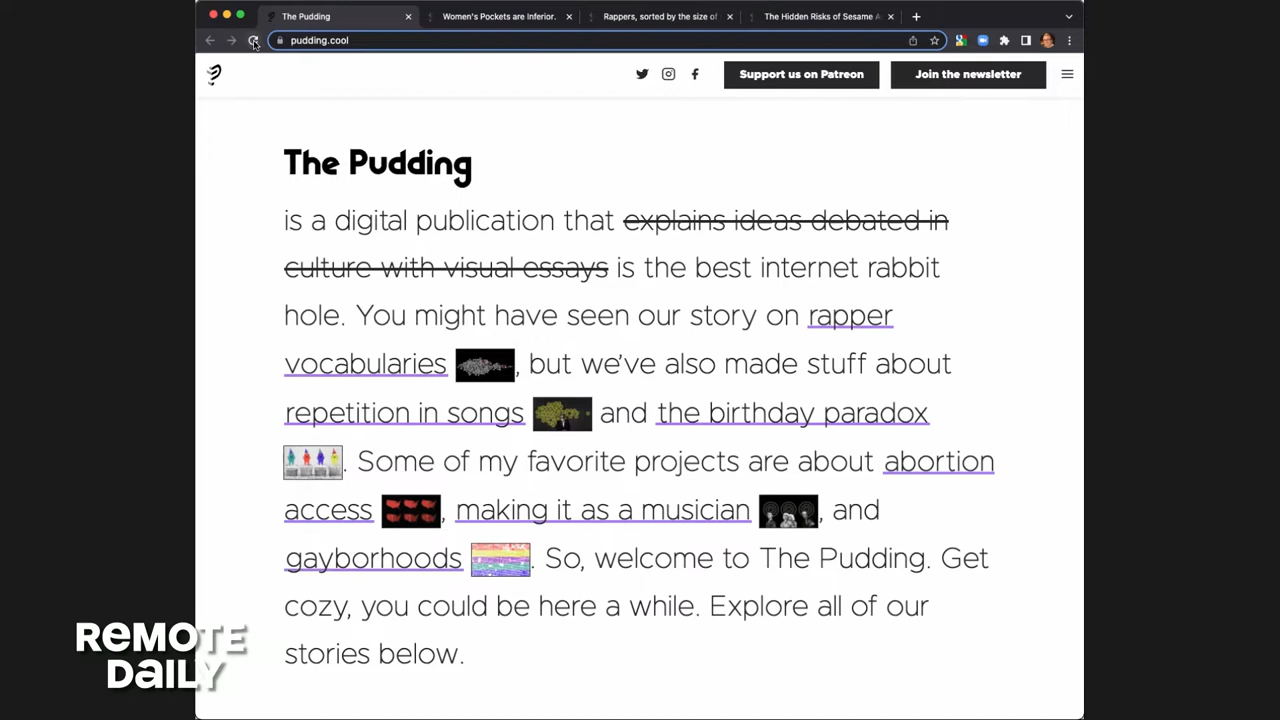 The Pudding
Women's Pockets are Inferior.
Rappers, sorted by the size of
The Hidden Risks of Sesame A
pudding.cool
Support us on Patreon
Join the newsletter
The Pudding
is a digital publication that explains ideas debated in
culture with visual essays is the best internet rabbit
hole. You might have seen our story on rapper
vocabularies , but we've also made stuff about
repetition in songs and the birthday paradox
. Some of my favorite projects are about abortion
access , making it as a musician , and
gayborhoods . So, welcome to The Pudding. Get
cozy, you could be here a while. Explore all of our
stories below.
REMOTE
DAILY